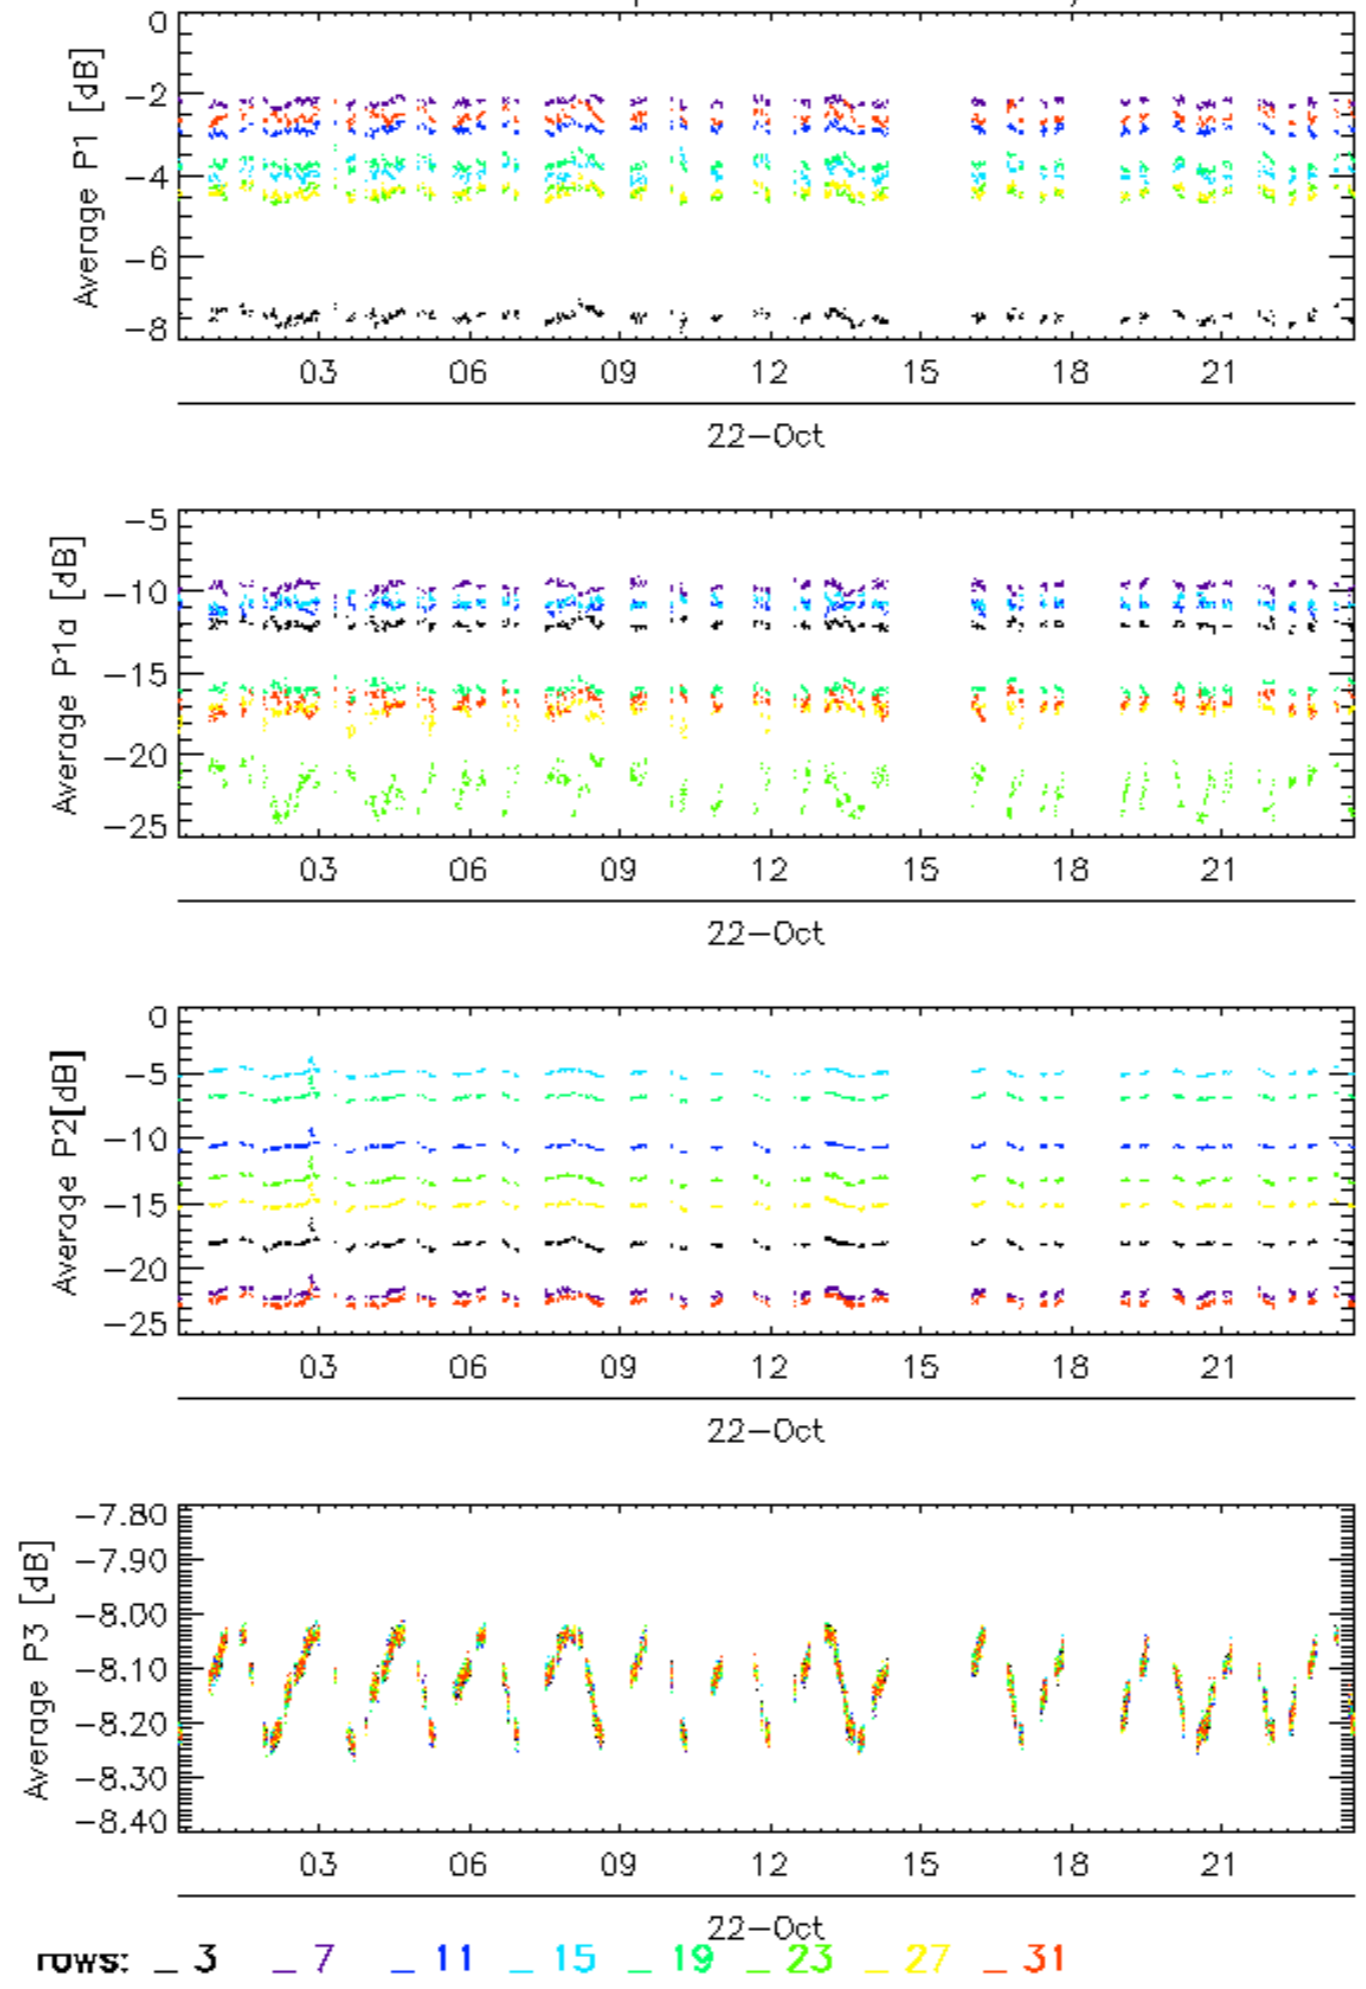 0
−2
−4
−6
−8
Average P1 [dB]
03 06 09 12 15 18 21
22−Oct
−5
−10
−15
−20
−25
Average P1a [dB]
03 06 09 12 15 18 21
22−Oct
0
−5
−10
−15
−20
−25
Average P2[dB]
03 06 09 12 15 18 21
22−Oct
−7.80
−7.90
−8.00
−8.10
−8.20
−8.30
−8.40
Average P3 [dB]
03 06 09 12 15 18 21
22−Oct
rows: _ 3 _ 7 _ 11 _ 15 _ 19 _ 23 _ 27 _ 31